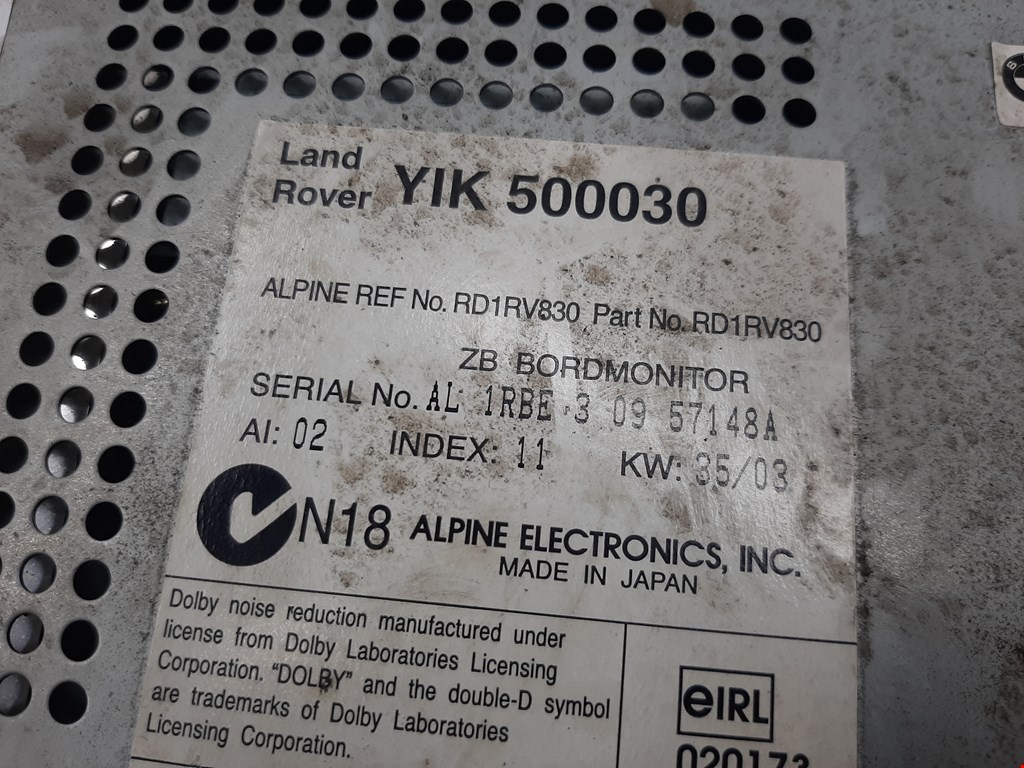 Land
Rover YIK 500030
ALPINE REF No. RD1RV830 Part No. RD1RV830
ZB BORDMONITOR
SERIAL No. AL 1RBE 3 09 57148A
AI: 02 INDEX: 11 KW: 35/03
N18 ALPINE ELECTRONICS, INC.
MADE IN JAPAN
Dolby noise reduction manufactured under
license from Dolby Laboratories Licensing
Corporation. "DOLBY" and the double-D symbol
are trademarks of Dolby Laboratories
Licensing Corporation.
eIRL
020173